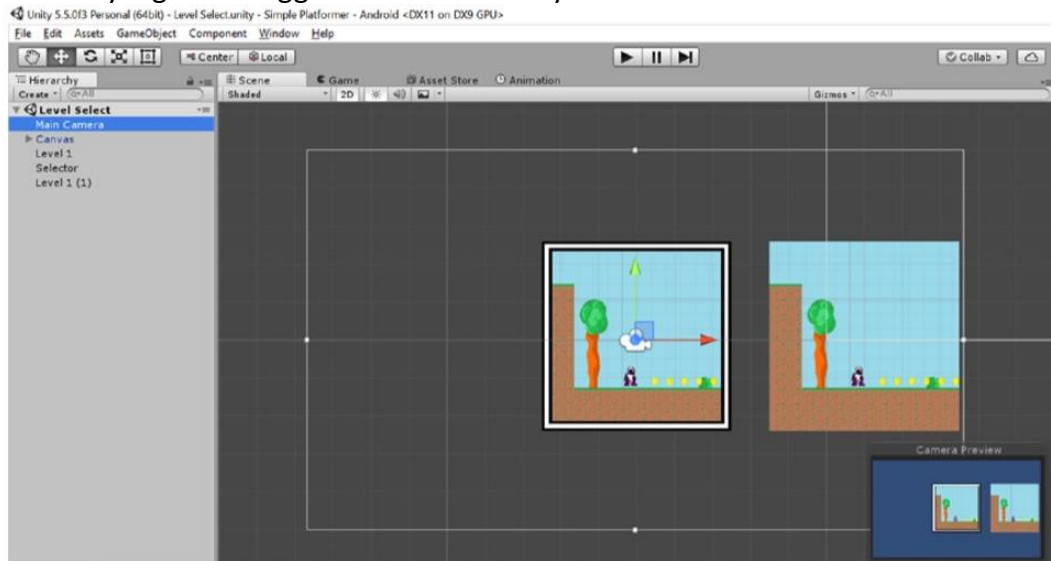 Unity 5.5.0f3 Personal (64bit) - Level Select.unity - Simple Platformer - Android <DX11 on DX9 GPU>
File Edit Assets GameObject Component Window Help
Center Local Collab
Hierarchy Scene Game Asset Store Animation
Create All Shaded 2D Gizmos All
Level Select
Main Camera
Canvas
Level 1
Selector
Level 1 (1)
Camera Preview